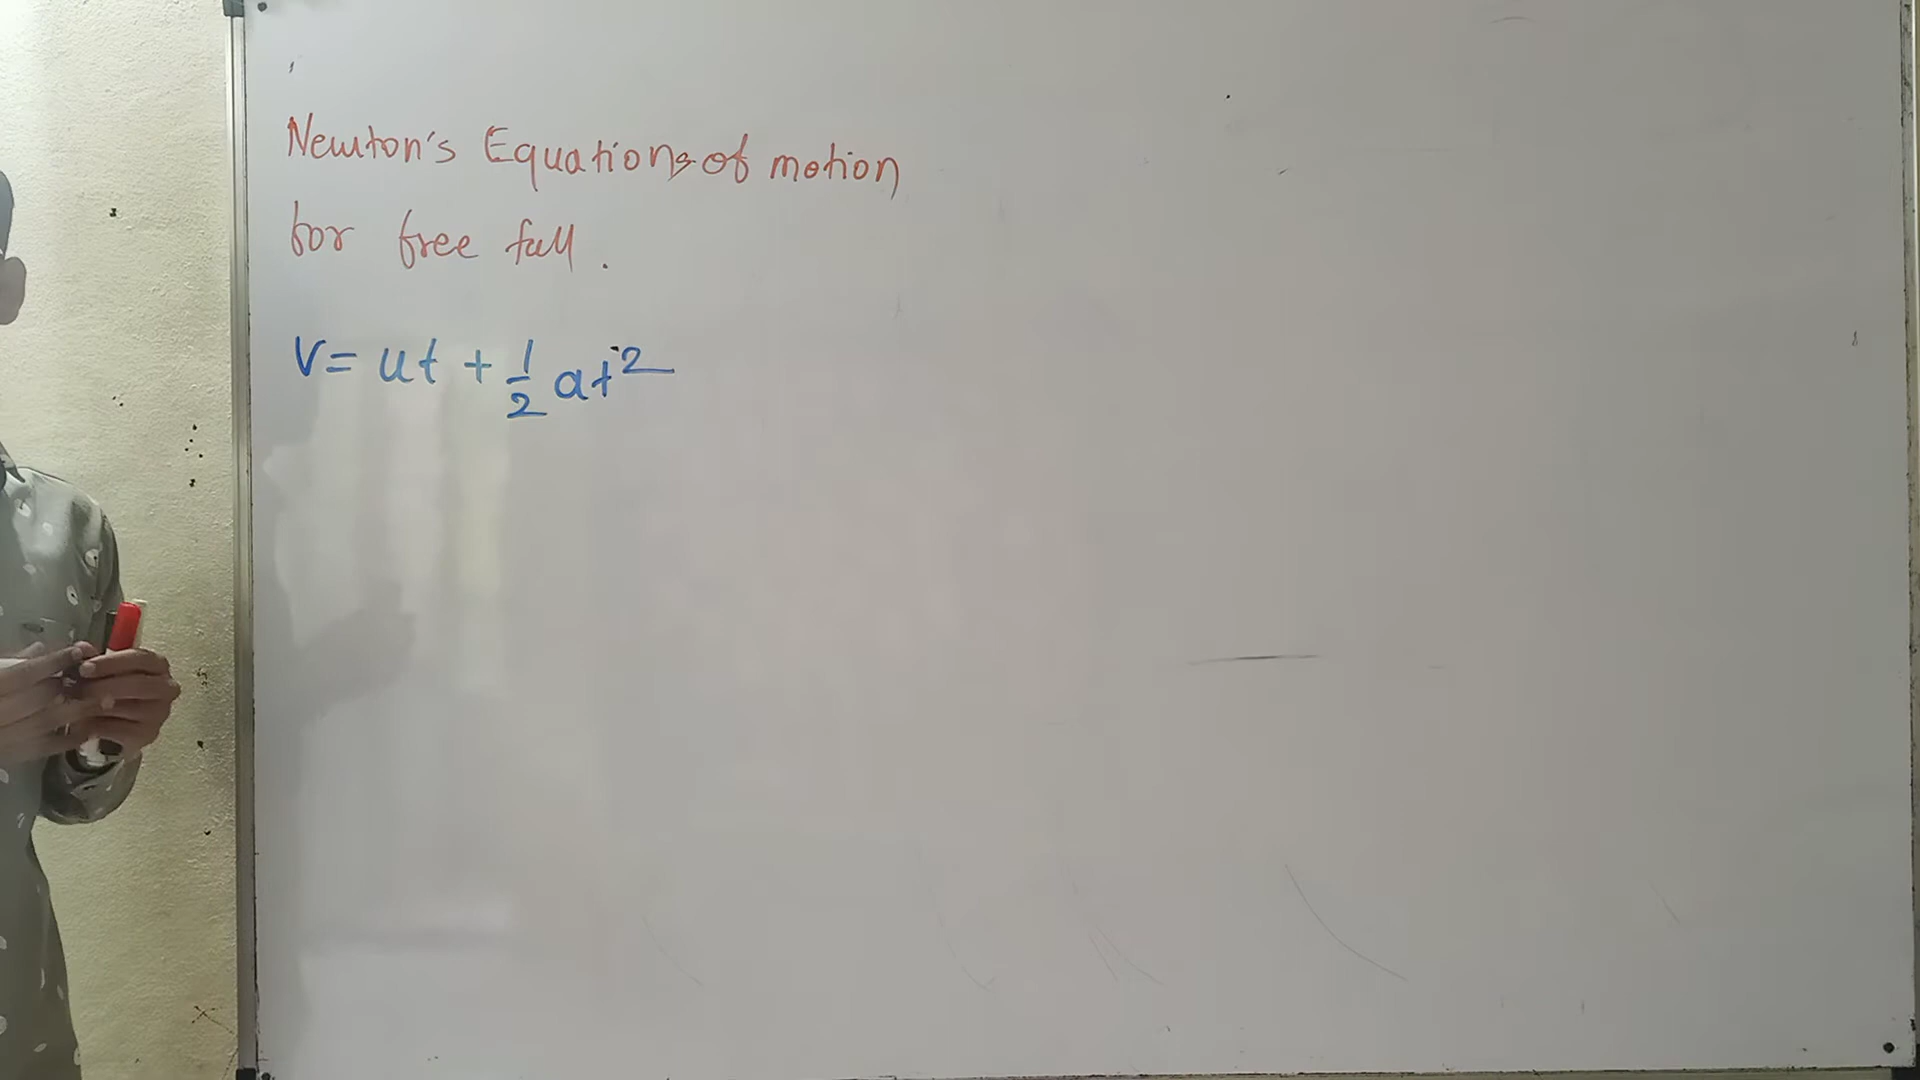 Newton's Equations of motion
for free fall.
V = ut + 1/2 at²